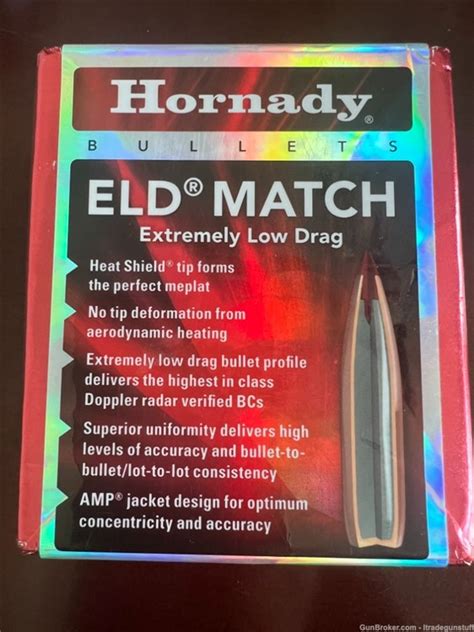 Hornady®
BULLETS
ELD® MATCH
Extremely Low Drag
Heat Shield® tip forms
the perfect meplat
No tip deformation from
aerodynamic heating
Extremely low drag bullet profile
delivers the highest in class
Doppler radar verified BCs
Superior uniformity delivers high
levels of accuracy and bullet-to-
bullet/lot-to-lot consistency
AMP® jacket design for optimum
concentricity and accuracy
© GunBroker.com - Itradegunstuff